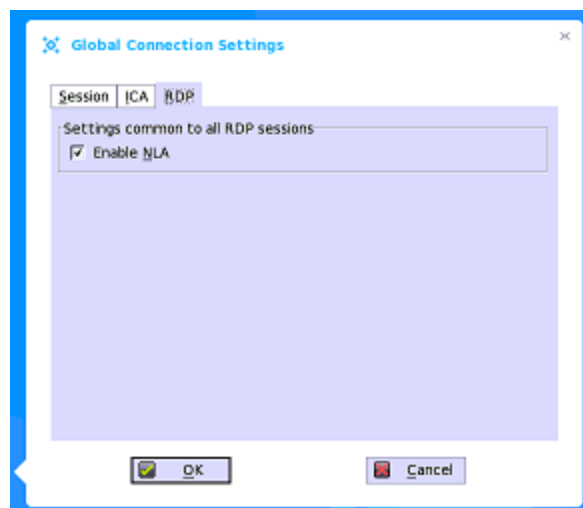 Global Connection Settings
Session ICA RDP
Settings common to all RDP sessions
Enable NLA
OK Cancel